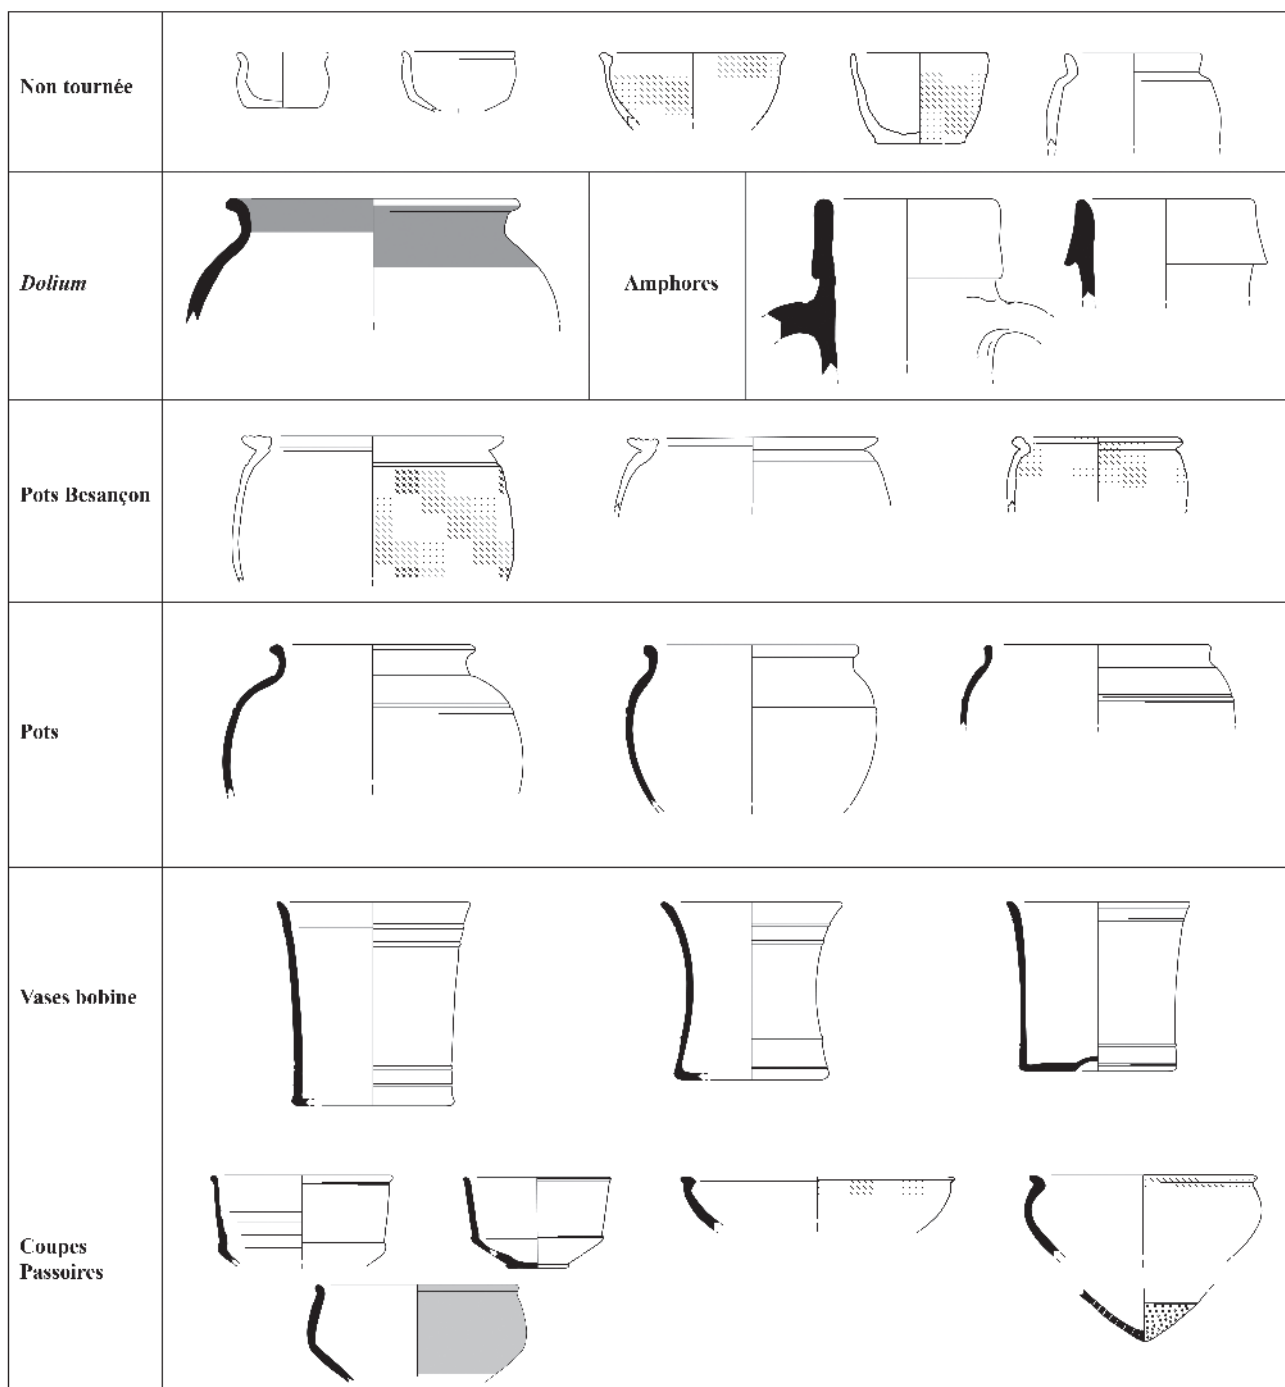 Non tournée
Dolium
Amphores
Pots Besançon
Pots
Vases bobine
Coupes
Passoires